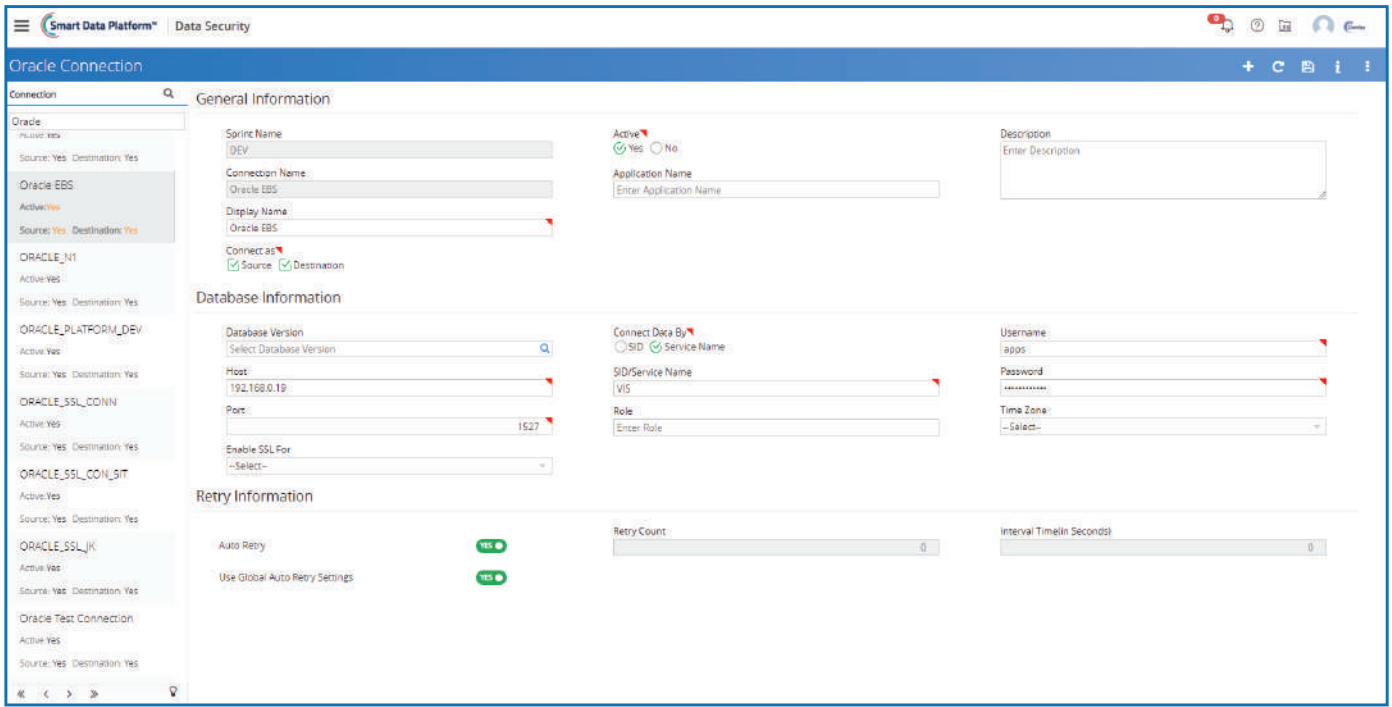 Smart Data Platform™ Data Security
0
Oracle Connection
Connection
Oracle
Active: Yes
Source: Yes Destination: Yes
Oracle EBS
Active:Yes
Source: Yes Destination: Yes
ORACLE_N1
Active:Yes
Source: Yes Destination: Yes
ORACLE_PLATFORM_DEV
Active:Yes
Source: Yes Destination: Yes
ORACLE_SSL_CONN
Active:Yes
Source: Yes Destination: Yes
ORACLE_SSL_CON_SIT
Active:Yes
Source: Yes Destination: Yes
ORACLE_SSL_JK
Active:Yes
Source: Yes Destination: Yes
Oracle Test Connection
Active:Yes
Source: Yes Destination: Yes
General Information
Sprint Name
DEV
Connection Name
Oracle EBS
Display Name
Oracle EBS
Connect as
Source Destination
Active
Yes No
Application Name
Enter Application Name
Description
Enter Description
Database Information
Database Version
Select Database Version
Host
192.168.0.19
Port
1527
Enable SSL For
--Select--
Connect Data By
SID Service Name
SID/Service Name
VIS
Role
Enter Role
Username
apps
Password
Time Zone
--Select--
Retry Information
Auto Retry YES
Use Global Auto Retry Settings YES
Retry Count
0
Interval Time(in Seconds)
0